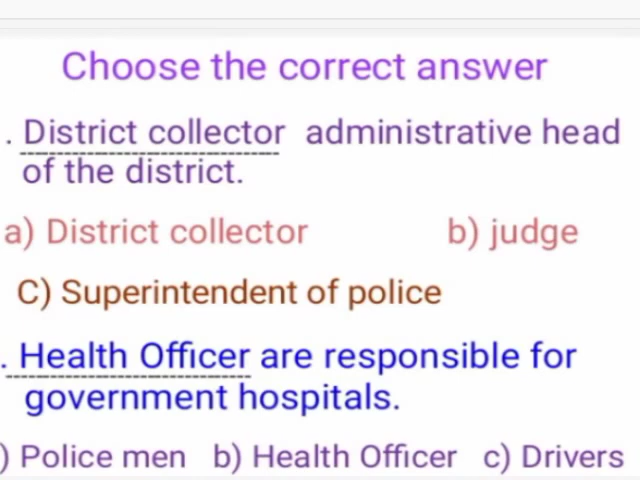 Choose the correct answer
. District collector administrative head
of the district.
a) District collector b) judge
C) Superintendent of police
. Health Officer are responsible for
government hospitals.
) Police men b) Health Officer c) Drivers